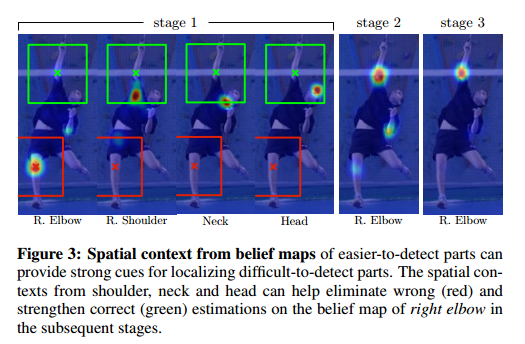 stage 1
stage 2
stage 3
R. Elbow
R. Shoulder
Neck
Head
R. Elbow
R. Elbow
Figure 3: Spatial context from belief maps of easier-to-detect parts can
provide strong cues for localizing difficult-to-detect parts. The spatial con-
texts from shoulder, neck and head can help eliminate wrong (red) and
strengthen correct (green) estimations on the belief map of right elbow in
the subsequent stages.